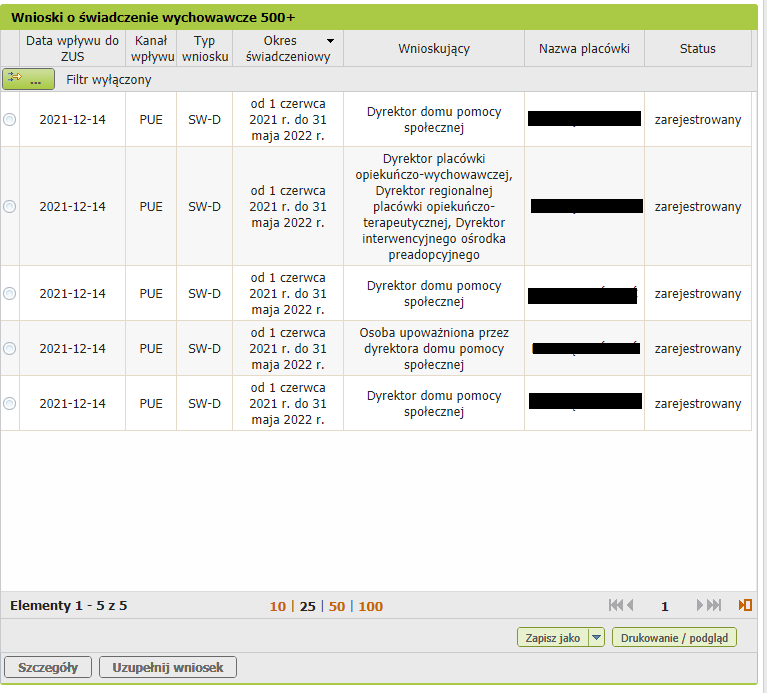 Wnioski o świadczenie wychowawcze 500+
Data wpływu do ZUS Kanał wpływu Typ wniosku Okres świadczeniowy Wnioskujący Nazwa placówki Status
... Filtr wyłączony
od 1 czerwca
2021-12-14 PUE SW-D 2021 r. do 31 Dyrektor domu pomocy zarejestrowany
maja 2022 r. społecznej
Dyrektor placówki
opiekuńczo-wychowawczej,
od 1 czerwca Dyrektor regionalnej
2021-12-14 PUE SW-D 2021 r. do 31 placówki opiekuńczo- zarejestrowany
maja 2022 r. terapeutycznej, Dyrektor
interwencyjnego ośrodka
preadopcyjnego
od 1 czerwca
2021-12-14 PUE SW-D 2021 r. do 31 Dyrektor domu pomocy zarejestrowany
maja 2022 r. społecznej
od 1 czerwca Osoba upoważniona przez
2021-12-14 PUE SW-D 2021 r. do 31 dyrektora domu pomocy zarejestrowany
maja 2022 r. społecznej
od 1 czerwca
2021-12-14 PUE SW-D 2021 r. do 31 Dyrektor domu pomocy zarejestrowany
maja 2022 r. społecznej
Elementy 1 - 5 z 5 10 | 25 | 50 | 100 1
Zapisz jako Drukowanie / podgląd
Szczegóły Uzupełnij wniosek